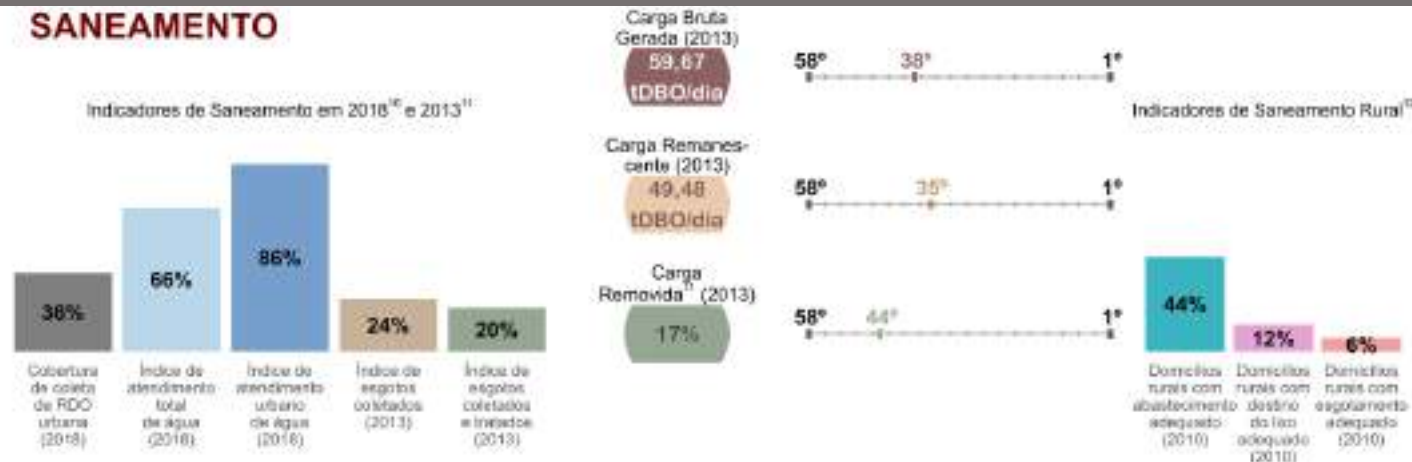 SANEAMENTO
Indicadores de Saneamento em 2018 e 2013¹¹
36%
66%
86%
24%
20%
Cobertura
de coleta
de RDO
urbana
(2018)
Índice de
atendimento
total
de água
(2018)
Índice de
atendimento
urbano
de água
(2018)
Índice de
esgotos
coletados
(2013)
Índice de
esgotos
coletados
e tratados
(2013)
Carga Bruta
Gerada (2013)
59,67
tDBO/dia
58º 38º 1º
Carga Remanes-
cente (2013)
49,48
tDBO/dia
58º 35º 1º
Carga
Removida (2013)
17%
58º 44º 1º
Indicadores de Saneamento Rural
44%
12%
6%
Domicílios
rurais com
abastecimento
adequado
(2010)
Domicílios
rurais com
destino
do lixo
adequado
(2010)
Domicílios
rurais com
esgotamento
adequado
(2010)